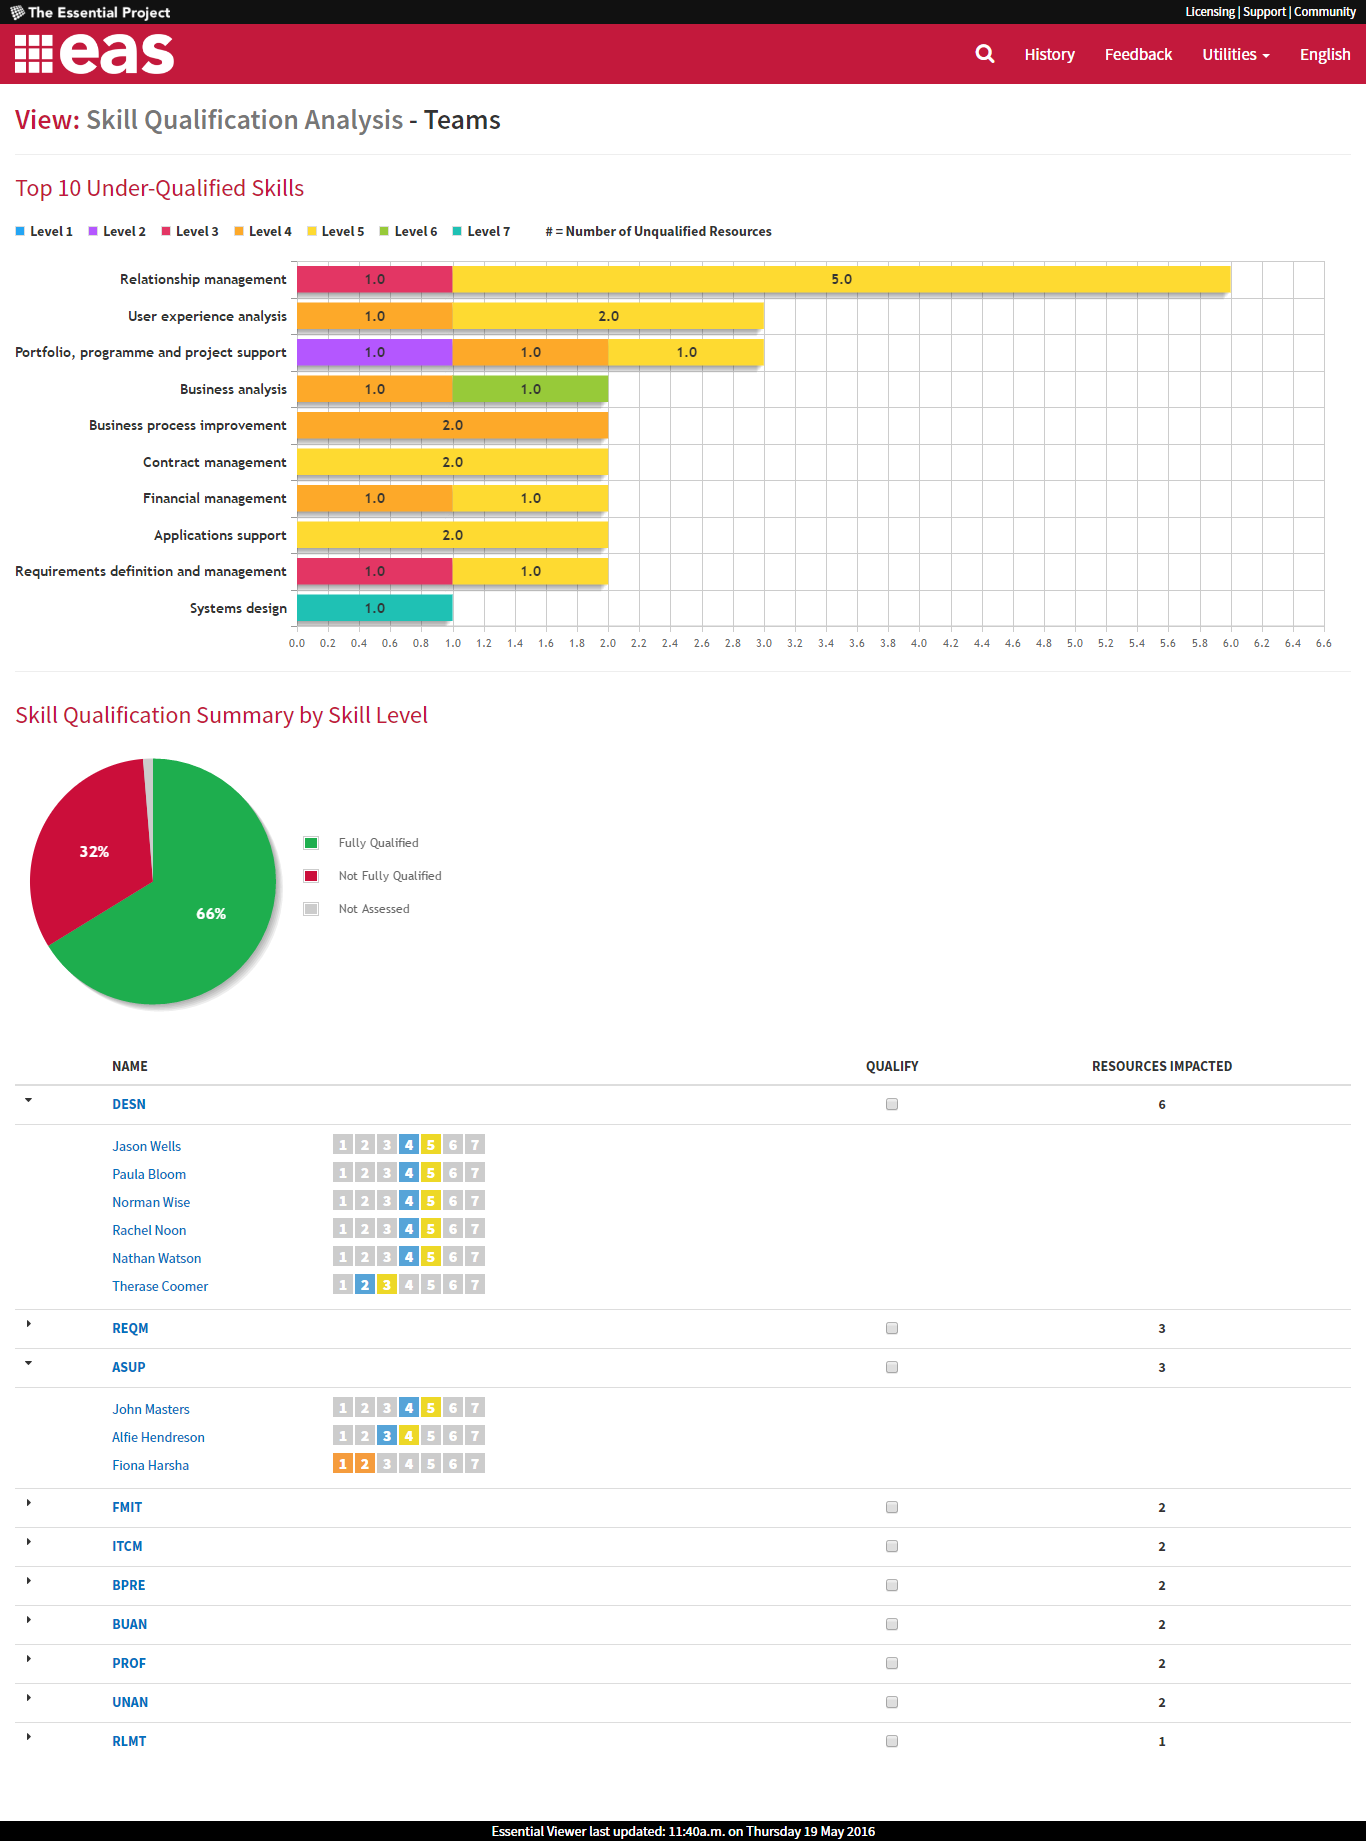 The Essential Project
Licensing | Support | Community
eas
History Feedback Utilities English
View: Skill Qualification Analysis - Teams
Top 10 Under-Qualified Skills
Level 1 Level 2 Level 3 Level 4 Level 5 Level 6 Level 7 # = Number of Unqualified Resources
Relationship management 1.0 5.0
User experience analysis 1.0 2.0
Portfolio, programme and project support 1.0 1.0 1.0
Business analysis 1.0 1.0
Business process improvement 2.0
Contract management 2.0
Financial management 1.0 1.0
Applications support 2.0
Requirements definition and management 1.0 1.0
Systems design 1.0
0.0 0.2 0.4 0.6 0.8 1.0 1.2 1.4 1.6 1.8 2.0 2.2 2.4 2.6 2.8 3.0 3.2 3.4 3.6 3.8 4.0 4.2 4.4 4.6 4.8 5.0 5.2 5.4 5.6 5.8 6.0 6.2 6.4 6.6
Skill Qualification Summary by Skill Level
32%
66%
Fully Qualified
Not Fully Qualified
Not Assessed
NAME QUALIFY RESOURCES IMPACTED
DESN 6
Jason Wells 1 2 3 4 5 6 7
Paula Bloom 1 2 3 4 5 6 7
Norman Wise 1 2 3 4 5 6 7
Rachel Noon 1 2 3 4 5 6 7
Nathan Watson 1 2 3 4 5 6 7
Therase Coomer 1 2 3 4 5 6 7
REQM 3
ASUP 3
John Masters 1 2 3 4 5 6 7
Alfie Hendreson 1 2 3 4 5 6 7
Fiona Harsha 1 2 3 4 5 6 7
FMIT 2
ITCM 2
BPRE 2
BUAN 2
PROF 2
UNAN 2
RLMT 1
Essential Viewer last updated: 11:40a.m. on Thursday 19 May 2016